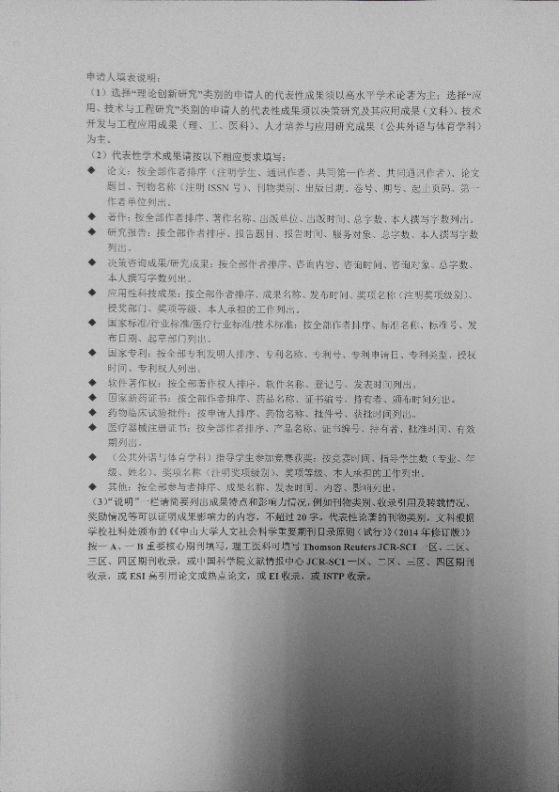 申请人填表说明：
（1）选择“理论创新研究”类别的申请人的代表性成果须以高水平学术论著为主；选择“应
用、技术与工程研究”类别的申请人的代表性成果须以决策研究及其应用成果（文科）、技术
开发与工程应用成果（理、工、医科）、人才培养与应用研究成果（公共外语与体育学科）
为主。
（2）代表性学术成果请按以下相应要求填写：
◆ 论文：按全部作者排序（注明学生、通讯作者、共同第一作者、共同通讯作者）、论文
题目、刊物名称（注明 ISSN 号）、刊物类别、出版日期、卷号、期号、起止页码、第一
作者单位列出。
◆ 著作：按全部作者排序、著作名称、出版单位、出版时间、总字数、本人撰写字数列出。
◆ 研究报告：按全部作者排序、报告题目、报告时间、服务对象、总字数、本人撰写字数
列出。
◆ 决策咨询成果/研究成果：按全部作者排序、咨询内容、咨询时间、咨询对象、总字数、
本人撰写字数列出。
◆ 应用性科技成果：按全部作者排序、成果名称、发布时间、奖项名称（注明奖项级别）、
授奖部门、奖项等级、本人承担的工作列出。
◆ 国家标准/行业标准/医疗行业标准/技术标准：按全部作者排序、标准名称、标准号、发
布日期、起草部门列出。
◆ 国家专利：按全部专利发明人排序、专利名称、专利号、专利申请日、专利类型、授权
时间、专利权人列出。
◆ 软件著作权：按全部著作权人排序、软件名称、登记号、发表时间列出。
◆ 国家新药证书：按全部作者排序、药品名称、证书编号、持有者、颁布时间列出。
◆ 药物临床试验批件：按申请人排序、药物名称、批件号、获批时间列出。
◆ 医疗器械注册证书：按全部作者排序、产品名称、证书编号、持有者、批准时间、有效
期列出。
◆ （公共外语与体育学科）指导学生参加竞赛获奖：按竞赛时间、指导学生数（专业、年
级、姓名）、奖项名称（注明奖项级别）、奖项等级、本人承担的工作列出。
◆ 其他：按全部参与者排序、成果名称、发表时间、内容、影响列出。
（3）“说明”一栏请简要列出成果特点和影响力情况，例如刊物类别、收录引用及转载情况、
奖励情况等可以证明成果影响力的内容，不超过 20 字。代表性论著的刊物类别，文科根据
学校社科处颁布的《《中山大学人文社会科学重要期刊目录原则（试行）》（2014 年修订版）》
按一 A、一 B 重要核心期刊填写，理工医科可填写 Thomson Reuters JCR-SCI 一区、二区、
三区、四区期刊收录，或中国科学院文献情报中心 JCR-SCI 一区、二区、三区、四区期刊
收录，或 ESI 高引用论文或热点论文，或 EI 收录，或 ISTP 收录。